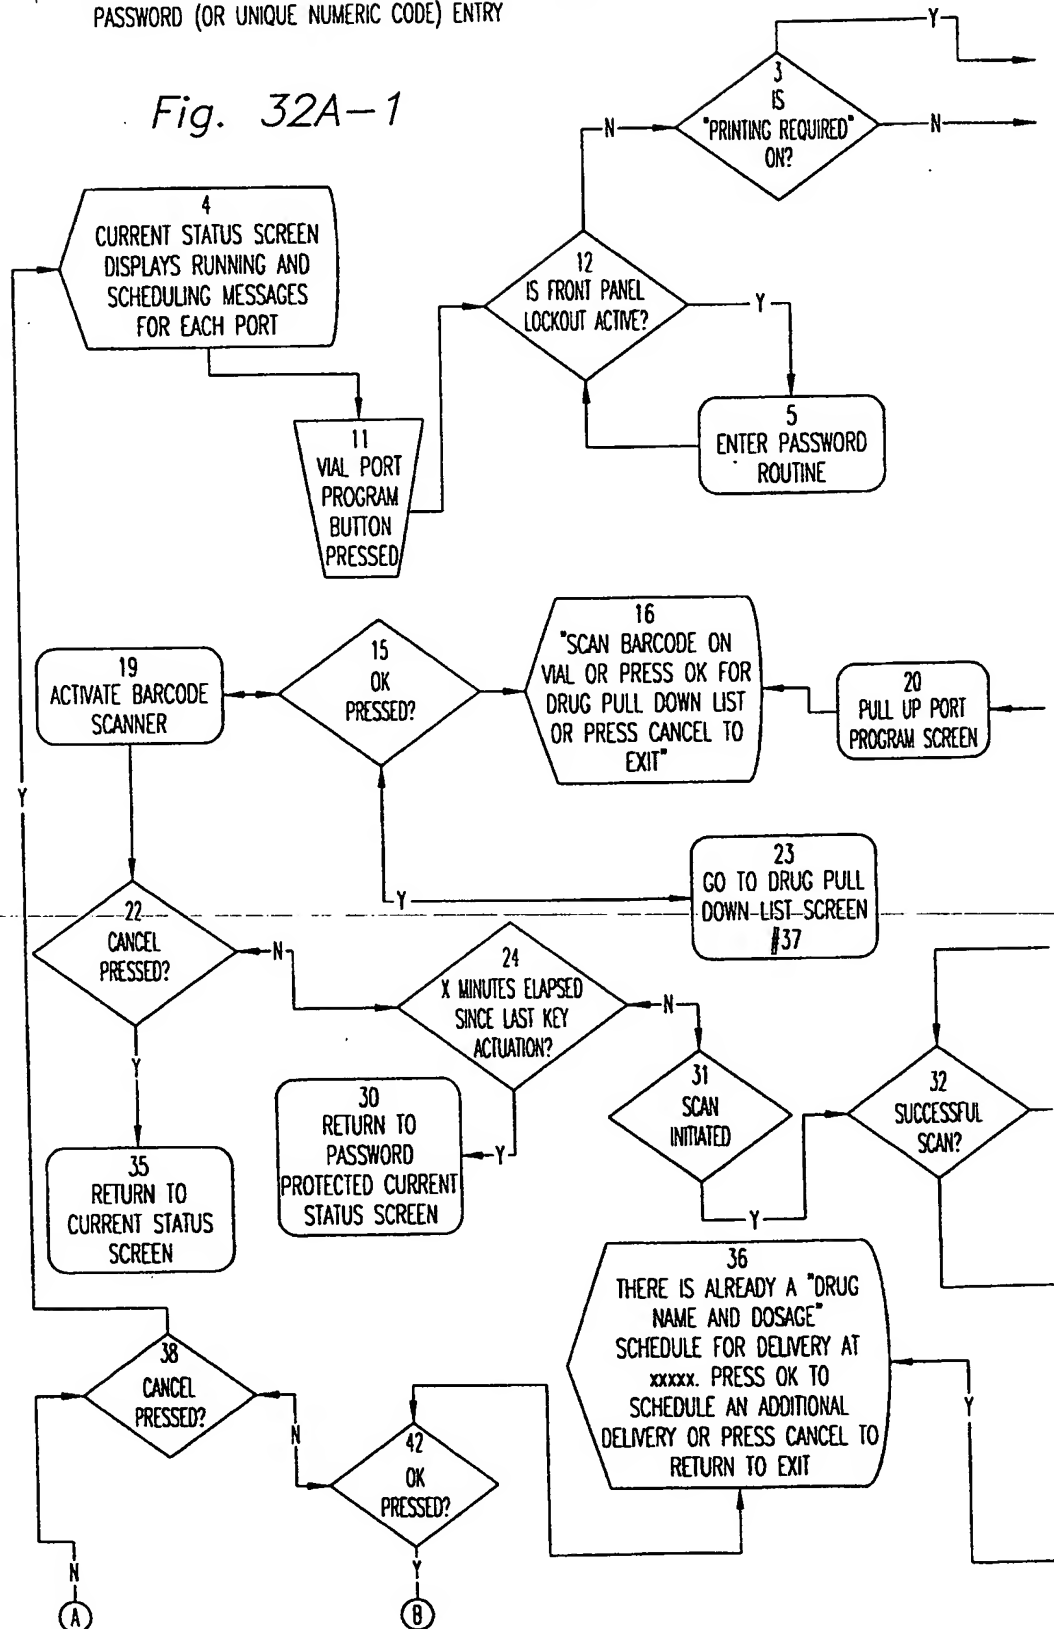 PASSWORD (OR UNIQUE NUMERIC CODE) ENTRY
Fig. 32A-1
Y
3
IS
"PRINTING REQUIRED"
ON?
N
N
4
CURRENT STATUS SCREEN
DISPLAYS RUNNING AND
SCHEDULING MESSAGES
FOR EACH PORT
12
IS FRONT PANEL
LOCKOUT ACTIVE?
Y
5
ENTER PASSWORD
ROUTINE
11
VIAL PORT
PROGRAM
BUTTON
PRESSED
16
"SCAN BARCODE ON
VIAL OR PRESS OK FOR
DRUG PULL DOWN LIST
OR PRESS CANCEL TO
EXIT"
15
OK
PRESSED?
19
ACTIVATE BARCODE
SCANNER
20
PULL UP PORT
PROGRAM SCREEN
Y
23
GO TO DRUG PULL
DOWN LIST SCREEN
#37
Y
22
CANCEL
PRESSED?
N
24
X MINUTES ELAPSED
SINCE LAST KEY
ACTUATION?
N
31
SCAN
INITIATED
32
SUCCESSFUL
SCAN?
Y
30
RETURN TO
PASSWORD
PROTECTED CURRENT
STATUS SCREEN
Y
Y
35
RETURN TO
CURRENT STATUS
SCREEN
36
THERE IS ALREADY A "DRUG
NAME AND DOSAGE"
SCHEDULE FOR DELIVERY AT
xxxxx. PRESS OK TO
SCHEDULE AN ADDITIONAL
DELIVERY OR PRESS CANCEL TO
RETURN TO EXIT
Y
38
CANCEL
PRESSED?
N
42
OK
PRESSED?
N
Y
A
B